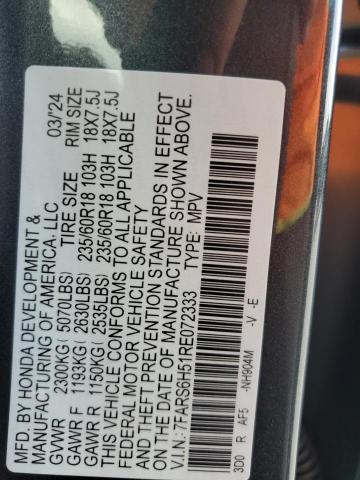 MFD. BY HONDA DEVELOPMENT &
MANUFACTURING OF AMERICA, LLC 03/24
GVWR 2300KG ( 5070LBS) TIRE SIZE RIM SIZE
GAWR F 1193KG ( 2630LBS) 235/60R18 103H 18X7.5J
GAWR R 1150KG ( 2535LBS) 235/60R18 103H 18X7.5J
THIS VEHICLE CONFORMS TO ALL APPLICABLE
FEDERAL MOTOR VEHICLE SAFETY
AND THEFT PREVENTION STANDARDS IN EFFECT
ON THE DATE OF MANUFACTURE SHOWN ABOVE.
V.I.N.: 7FARS6H51RE072333 TYPE: MPV
3D0 R AF5 -NH904M -V -E